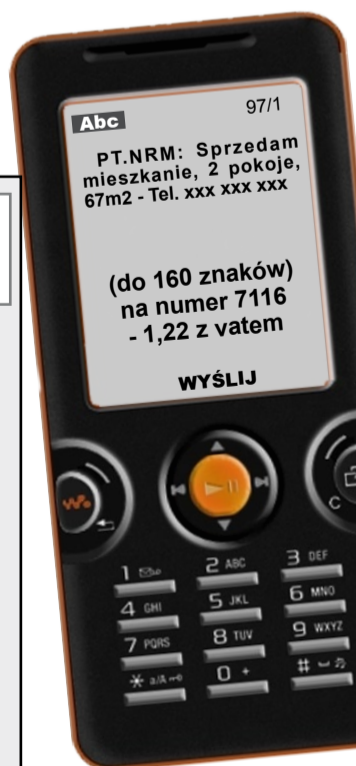 Abc 97/1
PT.NRM: Sprzedam
mieszkanie, 2 pokoje,
67m2 - Tel. xxx xxx xxx
(do 160 znaków)
na numer 7116
- 1,22 z vatem
WYŚLIJ
C
1 2 ABC 3 DEF
4 GHI 5 JKL 6 MNO
7 PQRS 8 TUV 9 WXYZ
* a/A 0 + #